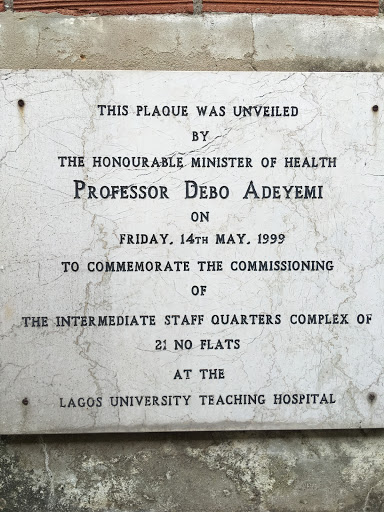 THIS PLAQUE WAS UNVEILED
BY
THE HONOURABLE MINISTER OF HEALTH
PROFESSOR DEBO ADEYEMI
ON
FRIDAY, 14TH MAY, 1999
TO COMMEMORATE THE COMMISSIONING
OF
THE INTERMEDIATE STAFF QUARTERS COMPLEX OF
21 NO FLATS
AT THE
LAGOS UNIVERSITY TEACHING HOSPITAL